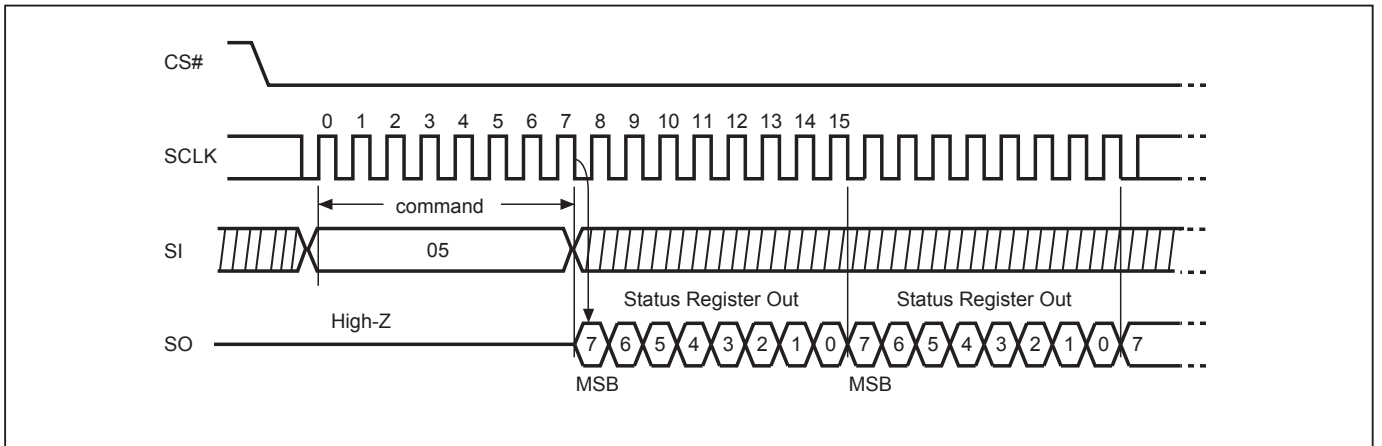 CS#
0 1 2 3 4 5 6 7 8 9 10 11 12 13 14 15
SCLK
command
SI
05
Status Register Out Status Register Out
High-Z
SO
7 6 5 4 3 2 1 0 7 6 5 4 3 2 1 0 7
MSB MSB